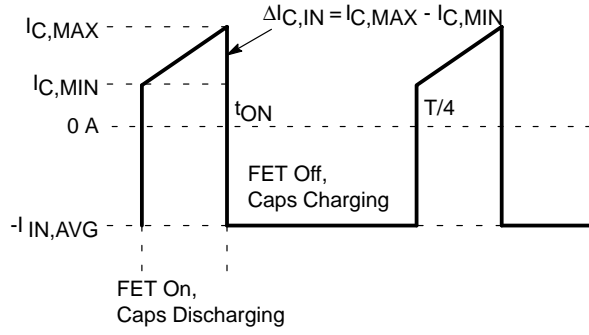 IC,MAX
ΔIC,IN = IC,MAX - IC,MIN
IC,MIN
tON
T/4
0 A
FET Off,
Caps Charging
-IIN,AVG
FET On,
Caps Discharging